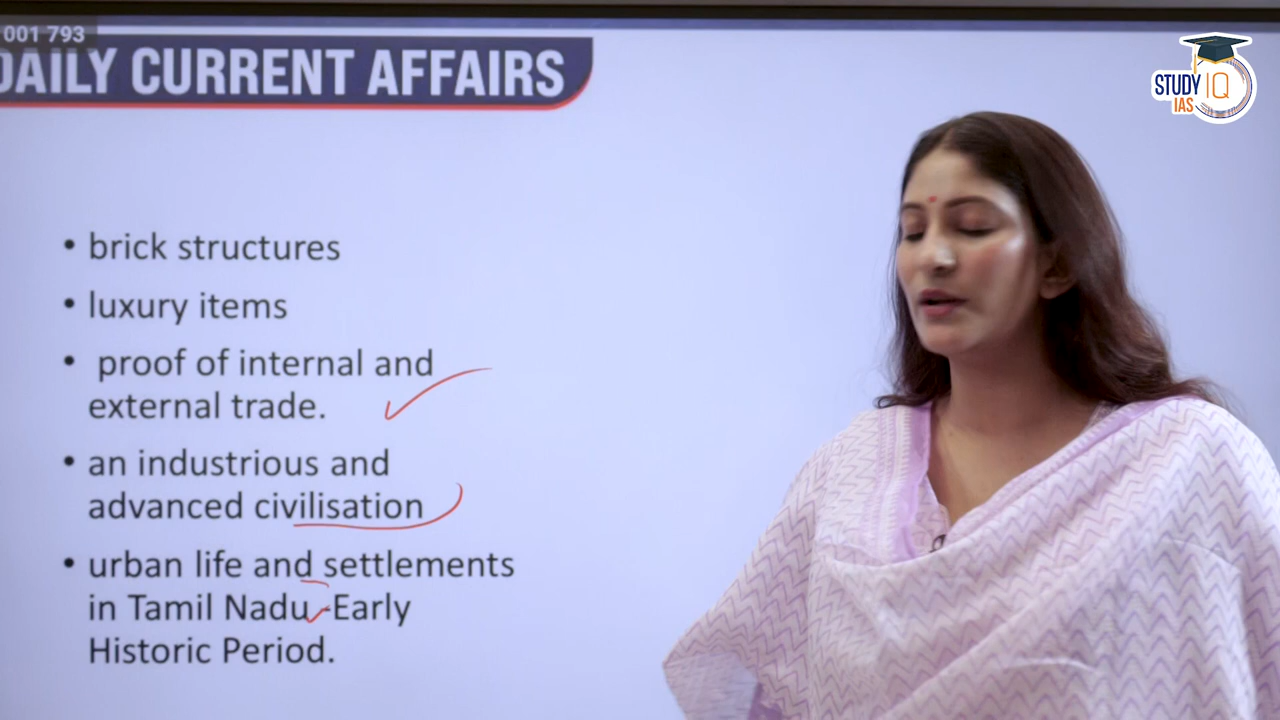 001 793
DAILY CURRENT AFFAIRS
STUDY IQ
IAS
• brick structures
• luxury items
• proof of internal and
external trade.
• an industrious and
advanced civilisation
• urban life and settlements
in Tamil Nadu -Early
Historic Period.